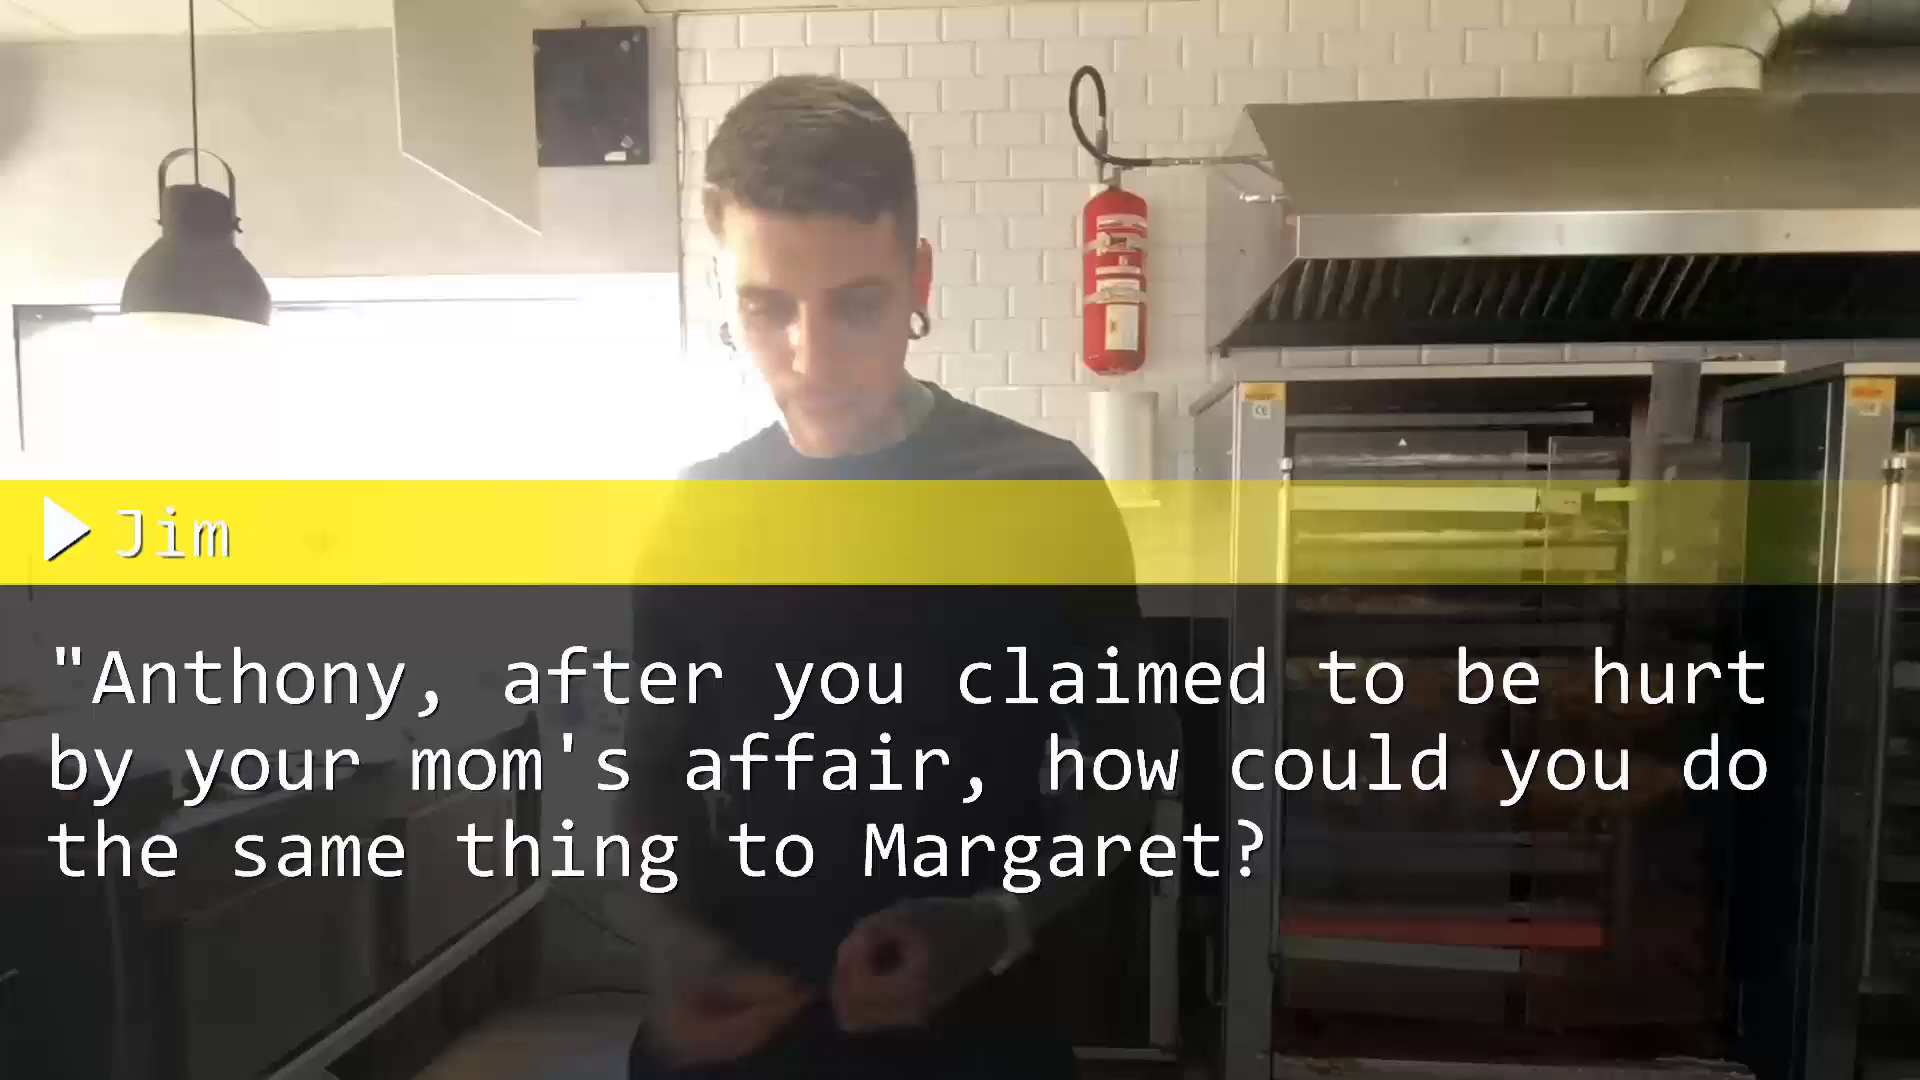 Jim
"Anthony, after you claimed to be hurt
by your mom's affair, how could you do
the same thing to Margaret?